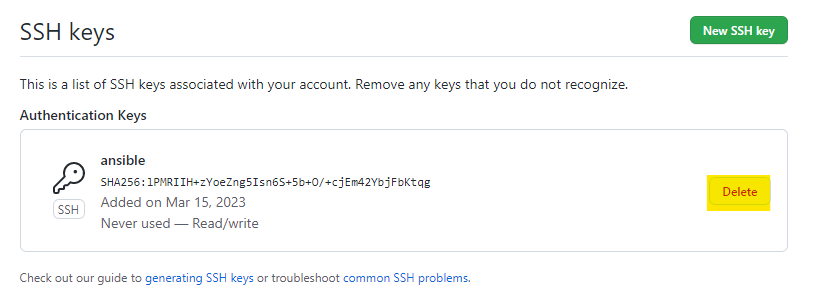 SSH keys
New SSH key
This is a list of SSH keys associated with your account. Remove any keys that you do not recognize.
Authentication Keys
ansible
SHA256:lPMRIIH+zYoeZng5Isn6S+5b+O/+cjEm42YbjFbKtqg
SSH
Added on Mar 15, 2023
Never used — Read/write
Delete
Check out our guide to generating SSH keys or troubleshoot common SSH problems.